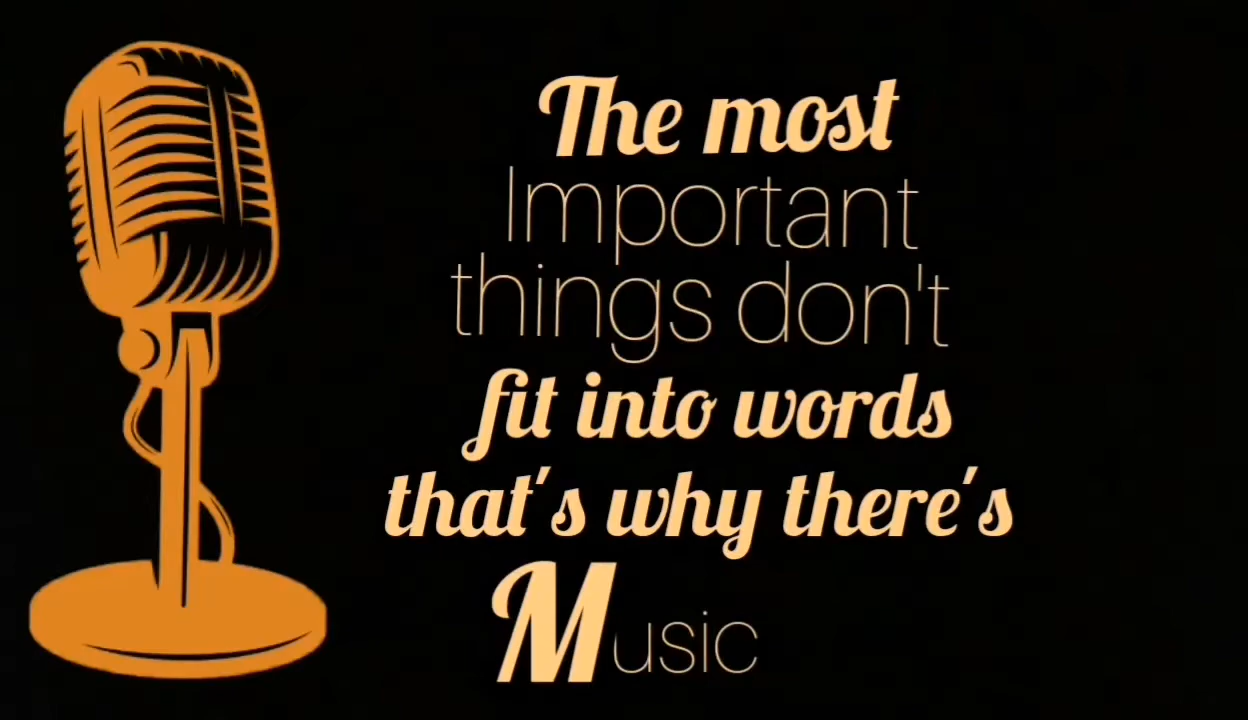 The most
Important
things don't
fit into words
that's why there's
Music